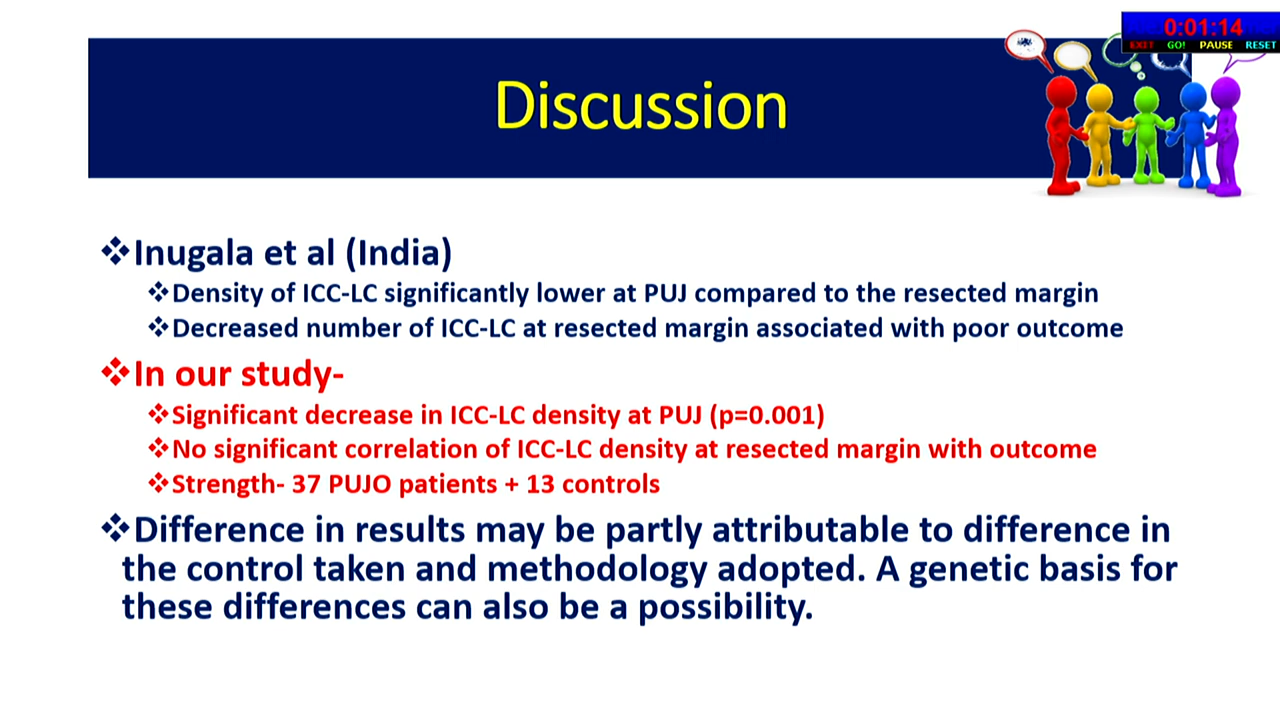 0:01:14
EXIT GO! PAUSE RESET
Discussion
❖Inugala et al (India)
❖Density of ICC-LC significantly lower at PUJ compared to the resected margin
❖Decreased number of ICC-LC at resected margin associated with poor outcome
❖In our study-
❖Significant decrease in ICC-LC density at PUJ (p=0.001)
❖No significant correlation of ICC-LC density at resected margin with outcome
❖Strength- 37 PUJO patients + 13 controls
❖Difference in results may be partly attributable to difference in
the control taken and methodology adopted. A genetic basis for
these differences can also be a possibility.